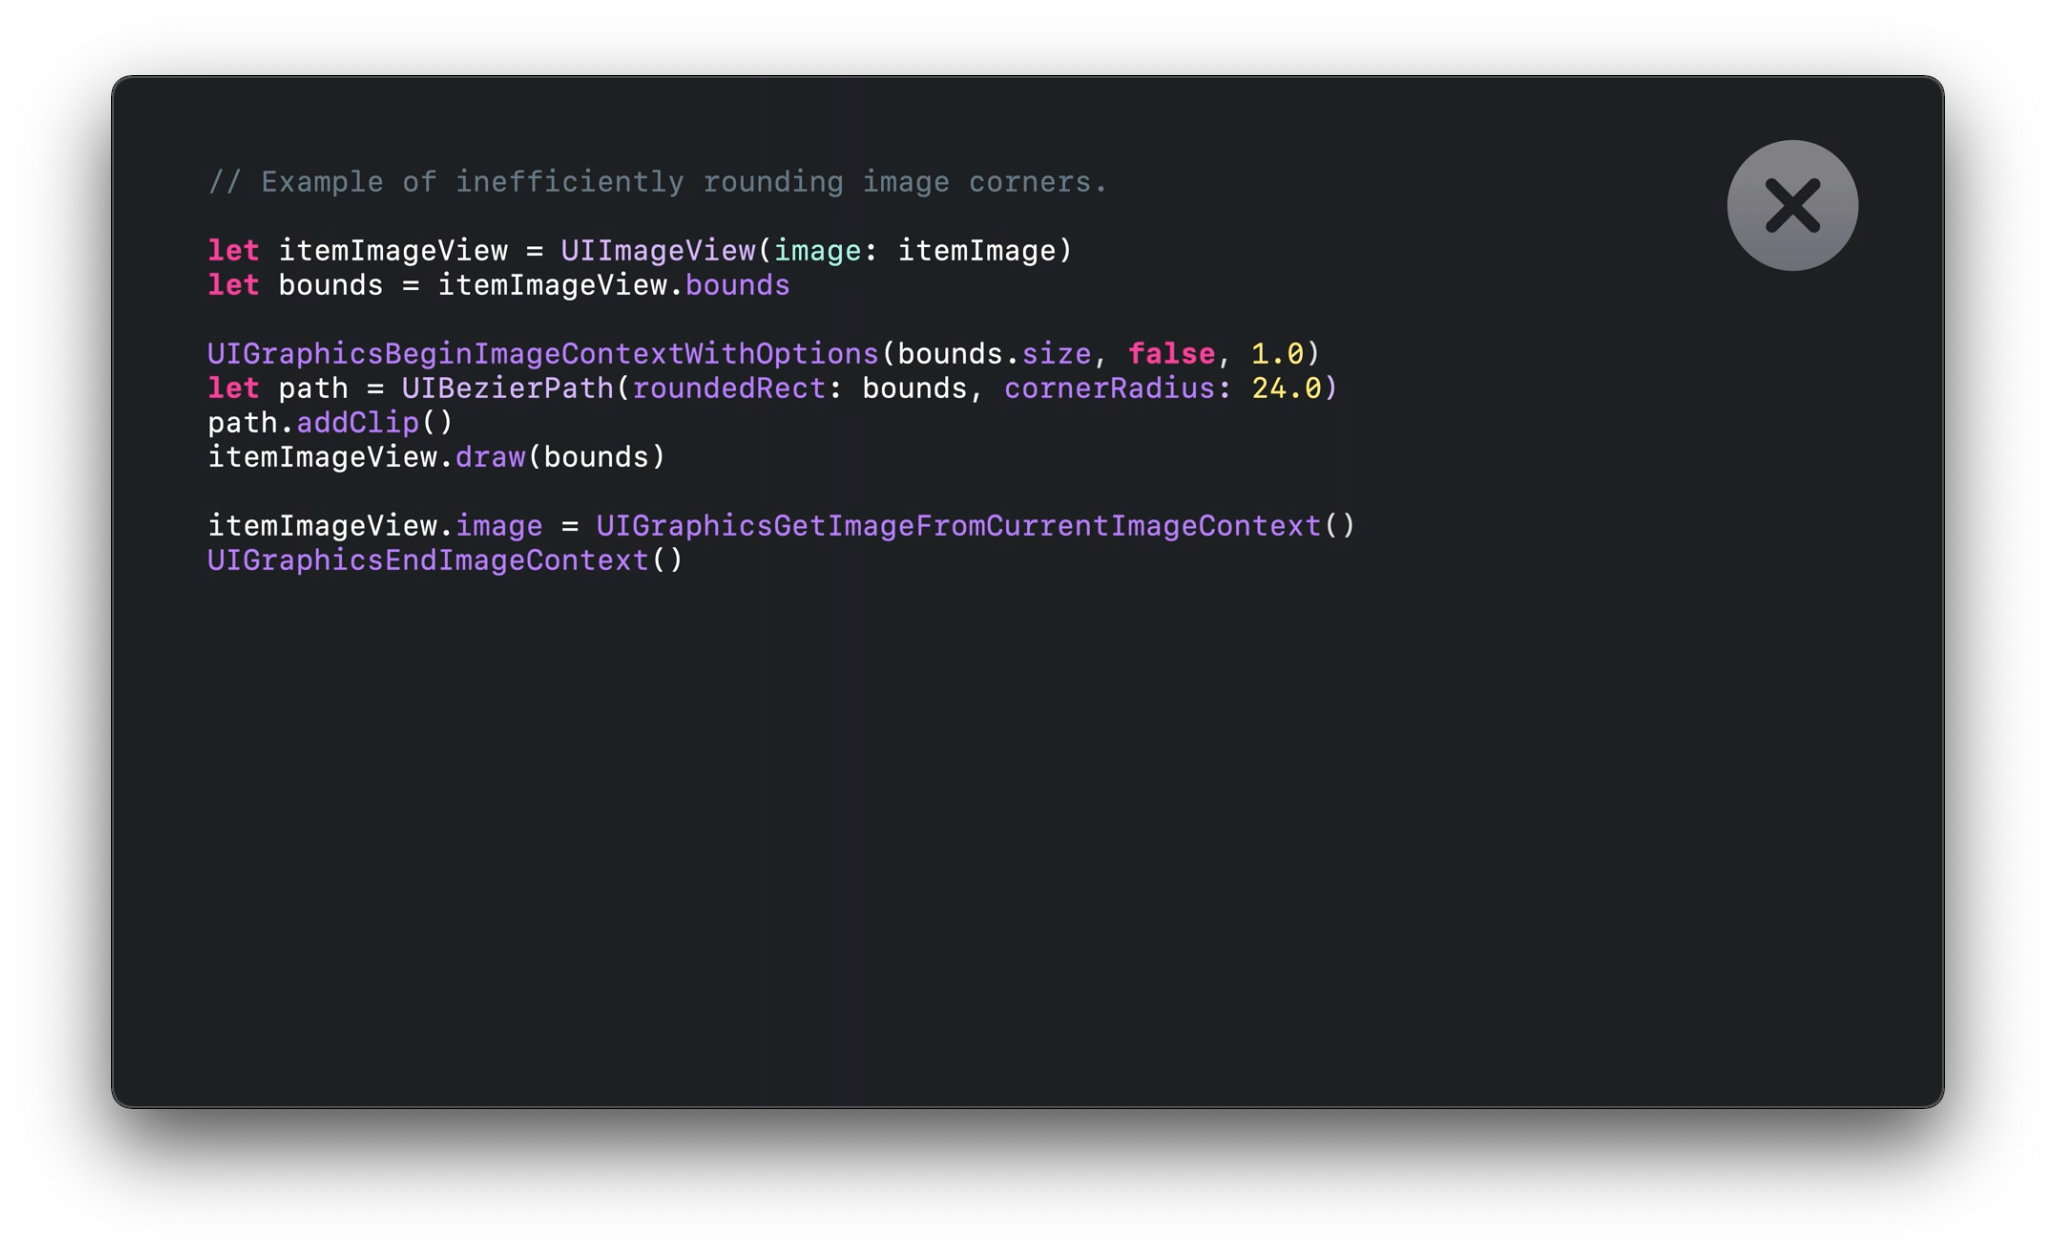 // Example of inefficiently rounding image corners.
let itemImageView = UIImageView(image: itemImage)
let bounds = itemImageView.bounds
UIGraphicsBeginImageContextWithOptions(bounds.size, false, 1.0)
let path = UIBezierPath(roundedRect: bounds, cornerRadius: 24.0)
path.addClip()
itemImageView.draw(bounds)
itemImageView.image = UIGraphicsGetImageFromCurrentImageContext()
UIGraphicsEndImageContext()